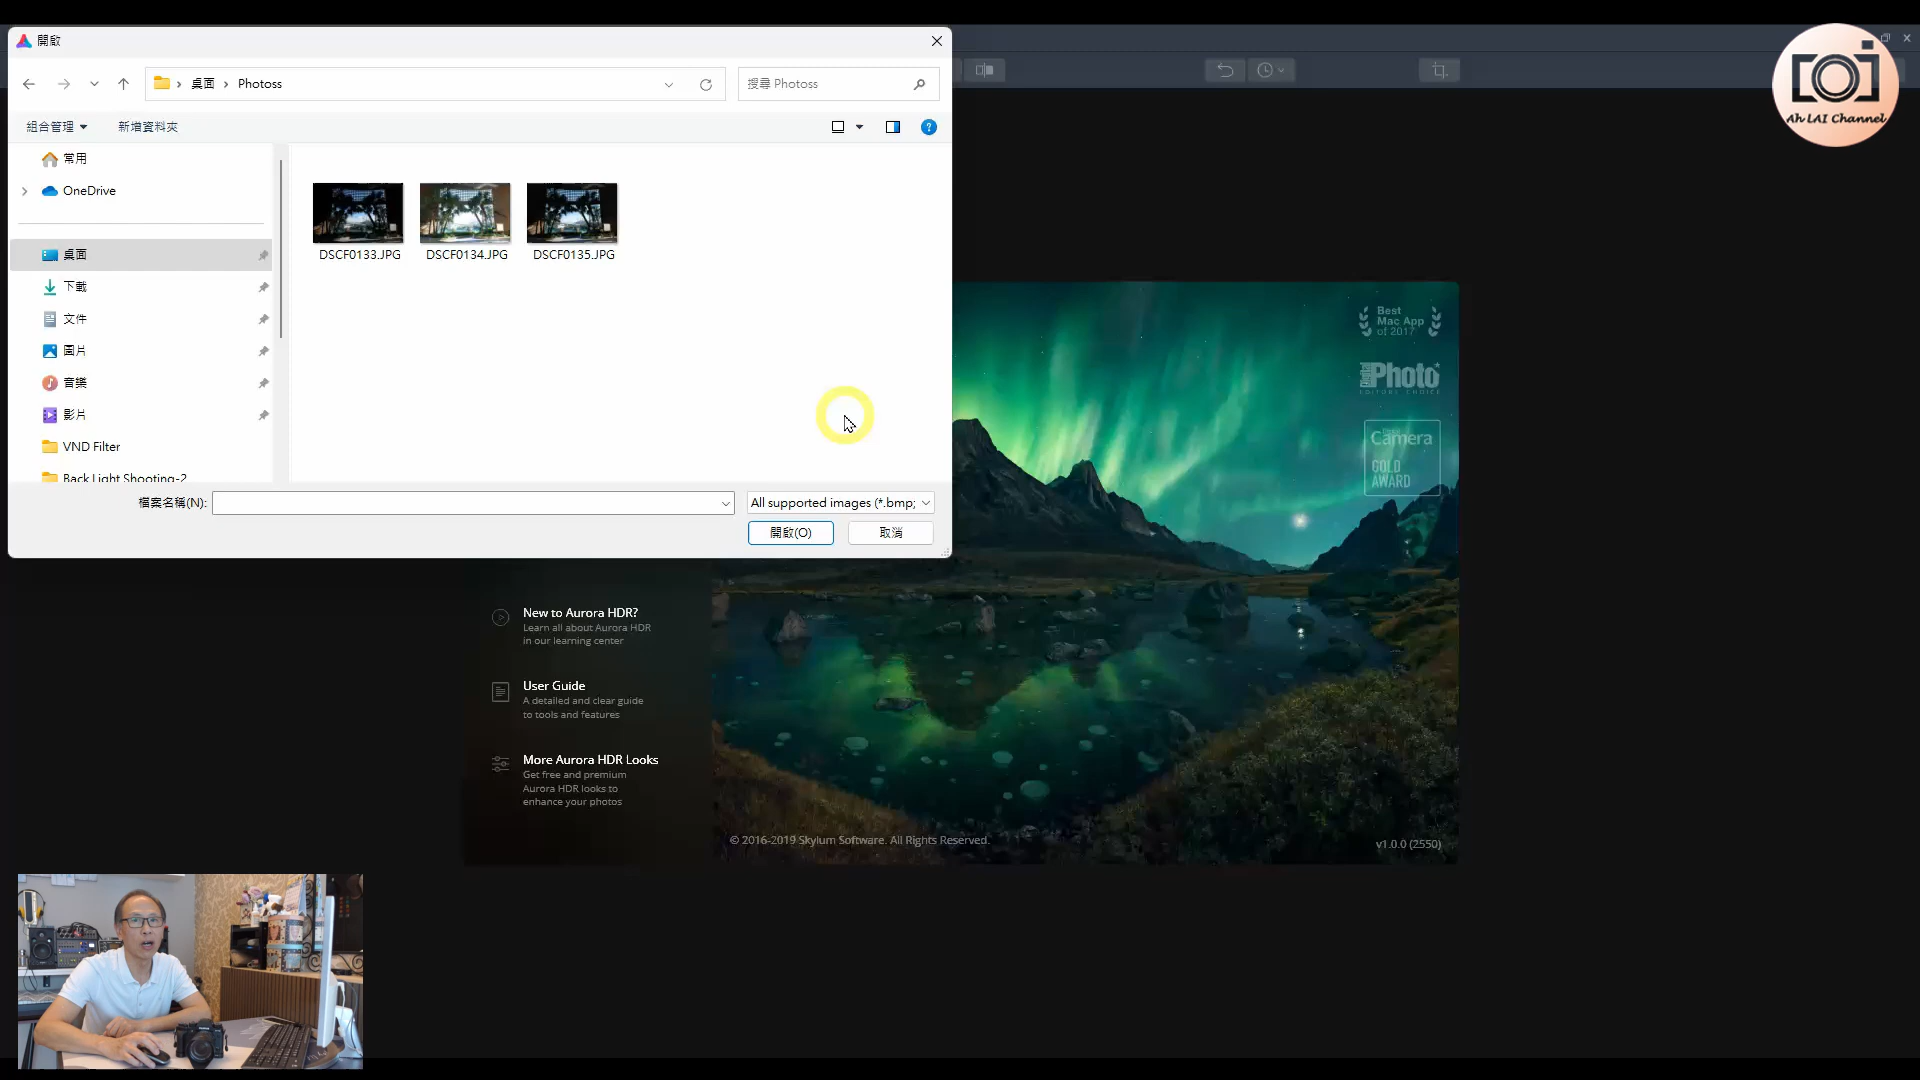 開啟
桌面 › Photoss
搜尋 Photoss
組合管理
新增資料夾
常用
OneDrive
桌面
下載
文件
圖片
音樂
影片
VND Filter
Back Light Shooting-2
DSCF0133.JPG
DSCF0134.JPG
DSCF0135.JPG
檔案名稱(N):
All supported images (*.bmp;
開啟(O)
取消
Ah LAI Channel
Best
Mac App
of 2017
Photo
EDITORS' CHOICE
Camera
GOLD
AWARD
New to Aurora HDR?
Learn all about Aurora HDR
in our learning center
User Guide
A detailed and clear guide
to tools and features
More Aurora HDR Looks
Get free and premium
Aurora HDR looks to
enhance your photos
© 2016-2019 Skylum Software. All Rights Reserved.
v1.0.0 (2550)